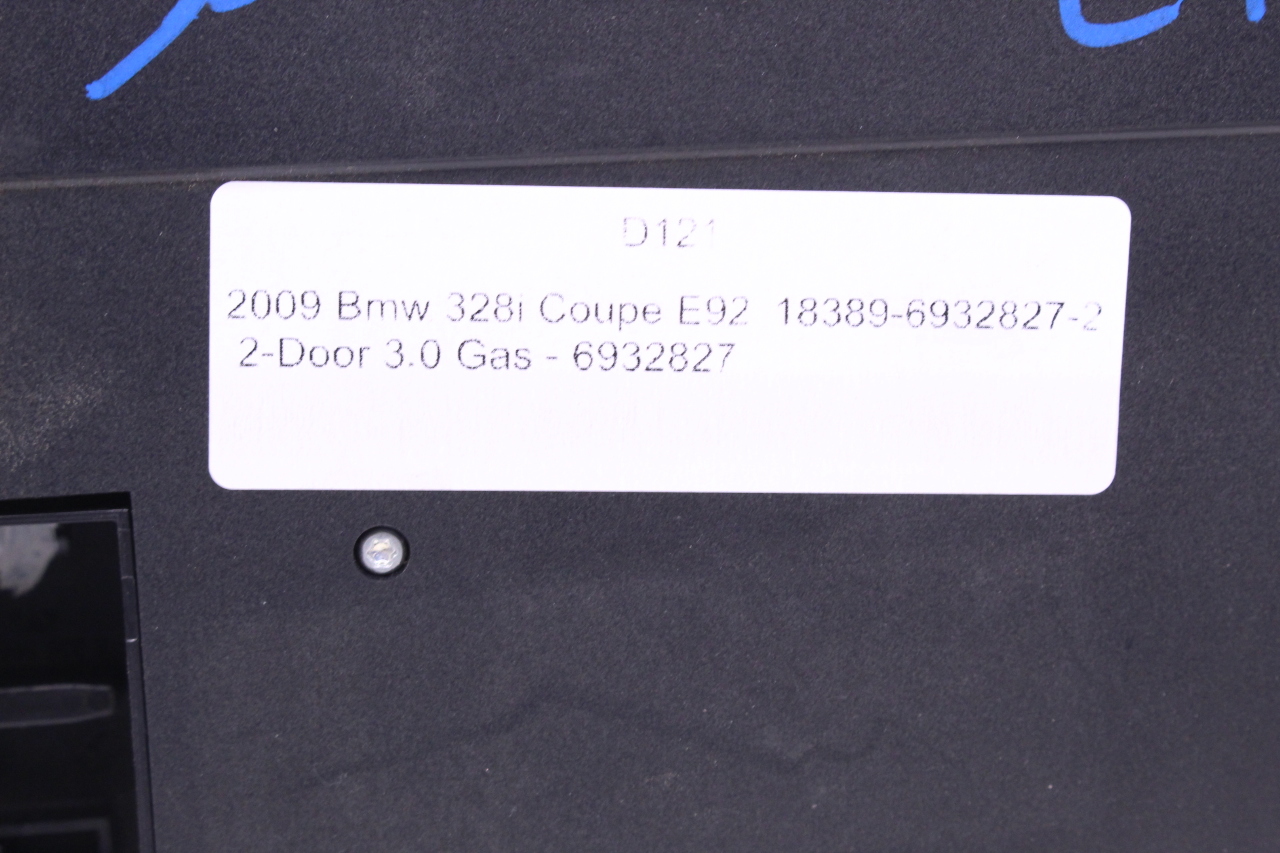 D121
2009 Bmw 328i Coupe E92 18389-6932827-2
2-Door 3.0 Gas - 6932827